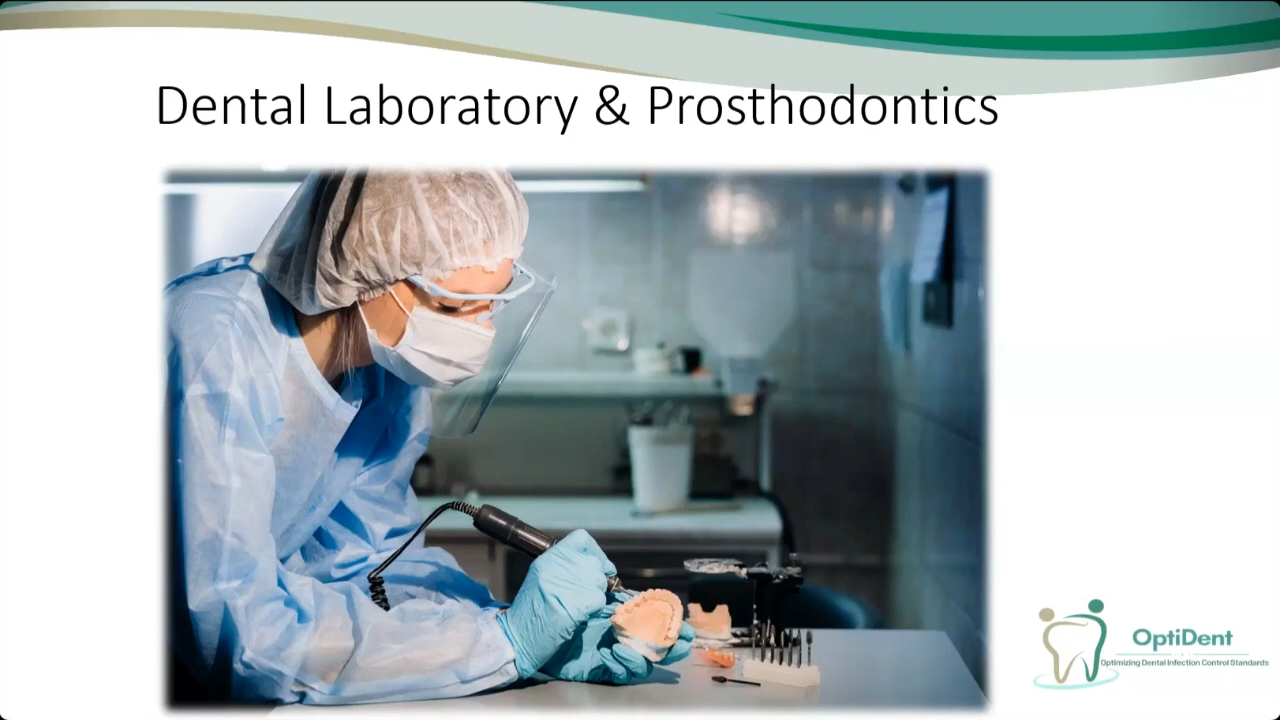 Dental Laboratory & Prosthodontics
OptiDent
Optimizing Dental Infection Control Standards